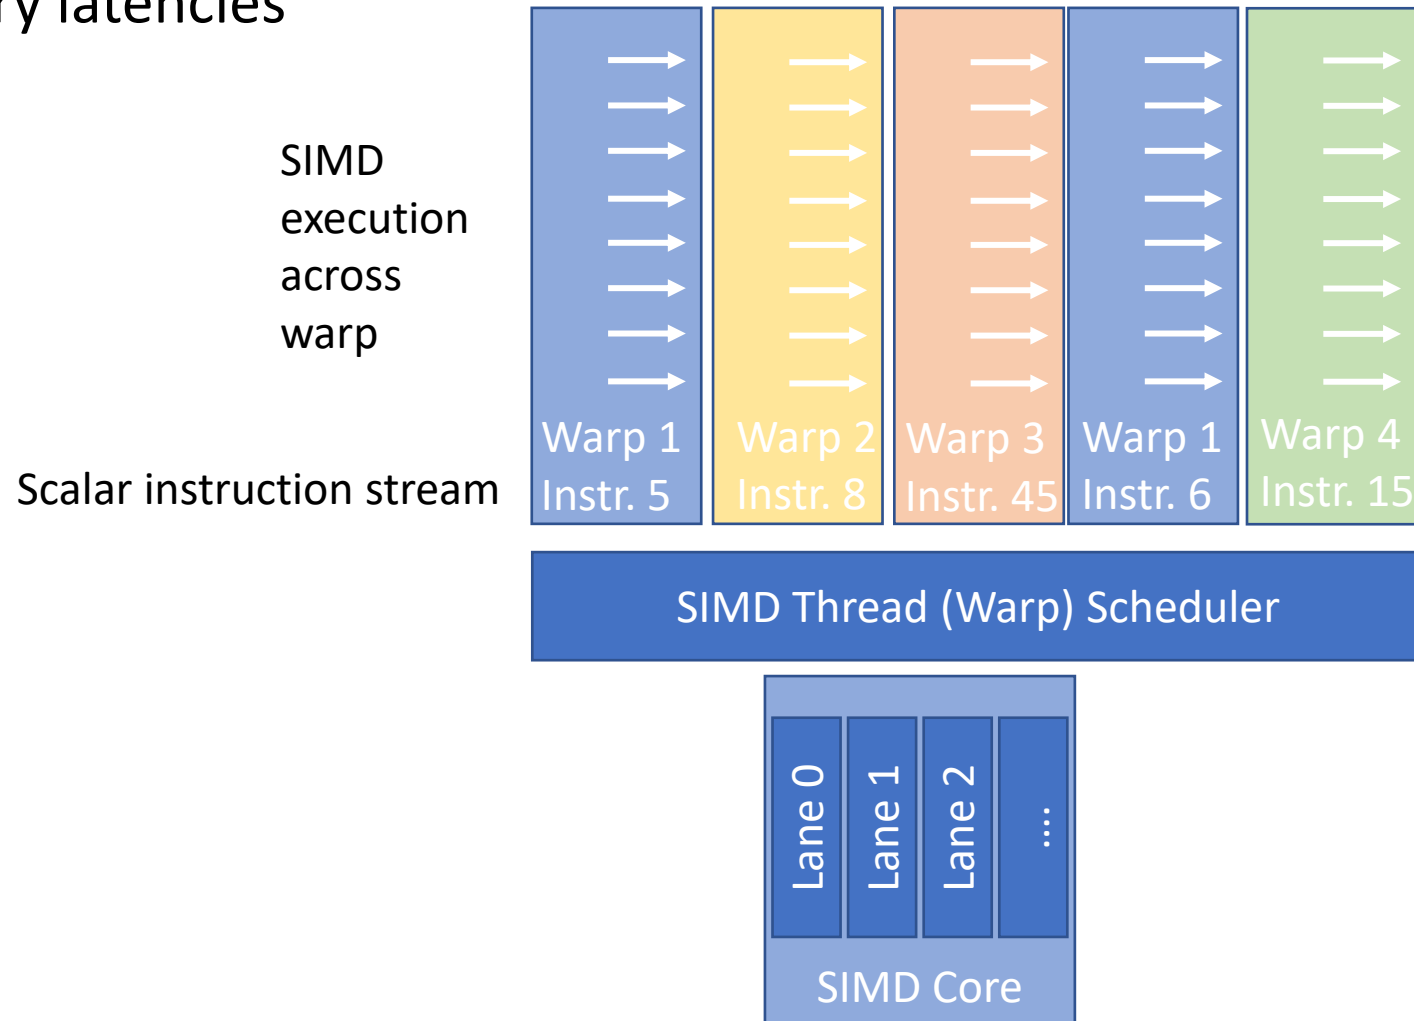 latencies
SIMD
execution
across
warp
Scalar instruction stream
Warp 1
Instr. 5
Warp 2
Instr. 8
Warp 3
Instr. 45
Warp 1
Instr. 6
Warp 4
Instr. 15
SIMD Thread (Warp) Scheduler
Lane 0
Lane 1
Lane 2
....
SIMD Core